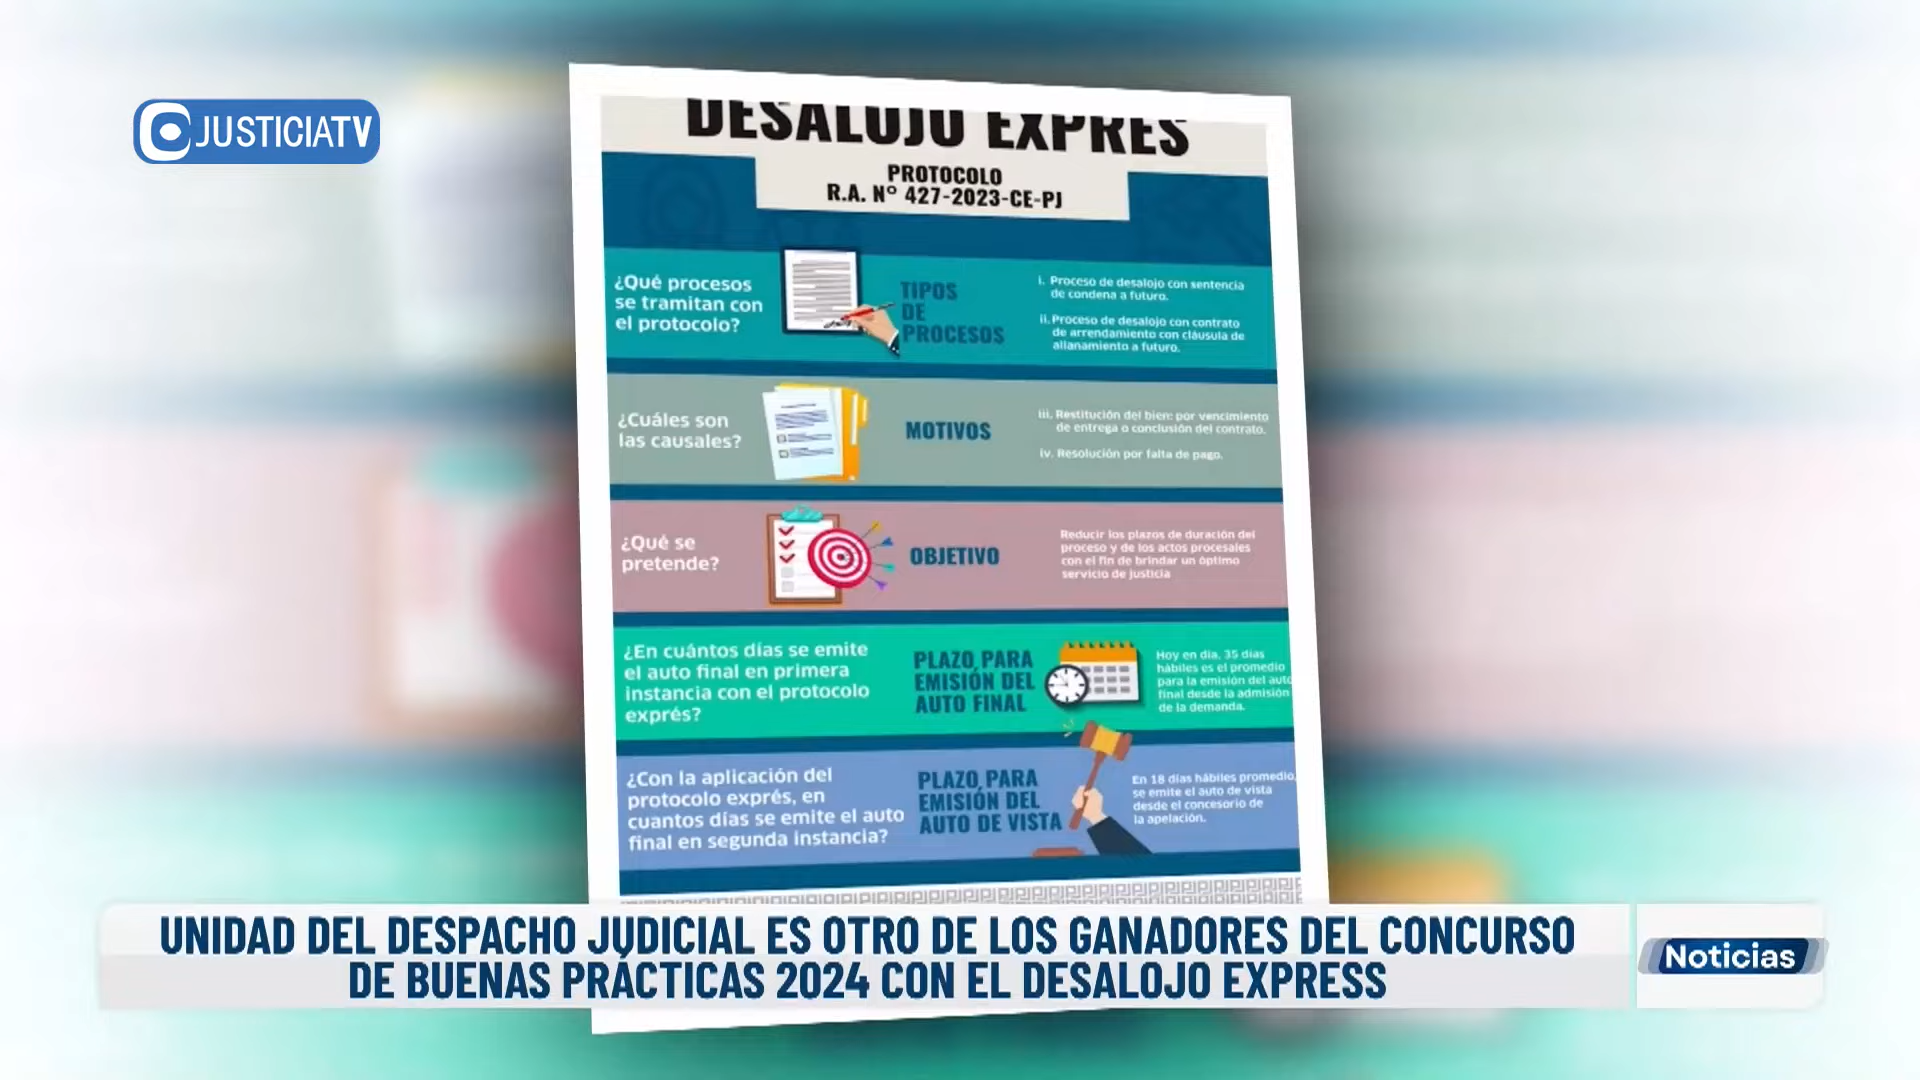 JUSTICIATV
DESALOJO EXPRÉS
PROTOCOLO
R.A. Nº 427-2023-CE-PJ
¿Qué procesos
se tramitan con
el protocolo?
TIPOS
DE
PROCESOS
i. Proceso de desalojo con sentencia
de condena a futuro.
ii. Proceso de desalojo con contrato
de arrendamiento con cláusula de
allanamiento a futuro.
¿Cuáles son
las causales?
MOTIVOS
iii. Restitución del bien: por vencimiento
de entrega o conclusión del contrato.
iv. Resolución por falta de pago.
¿Qué se
pretende?
OBJETIVO
Reducir los plazos de duración del
proceso y de los actos procesales
con el fin de brindar un óptimo
servicio de justicia
¿En cuántos días se emite
el auto final en primera
instancia con el protocolo
exprés?
PLAZO PARA
EMISIÓN DEL
AUTO FINAL
Hoy en día, 35 días
hábiles es el promedio
para la emisión del auto
final desde la admisión
de la demanda.
¿Con la aplicación del
protocolo exprés, en
cuantos días se emite el auto
final en segunda instancia?
PLAZO PARA
EMISIÓN DEL
AUTO DE VISTA
En 18 días hábiles promedio,
se emite el auto de vista
desde el concesorio de
la apelación.
UNIDAD DEL DESPACHO JUDICIAL ES OTRO DE LOS GANADORES DEL CONCURSO
DE BUENAS PRÁCTICAS 2024 CON EL DESALOJO EXPRESS
Noticias